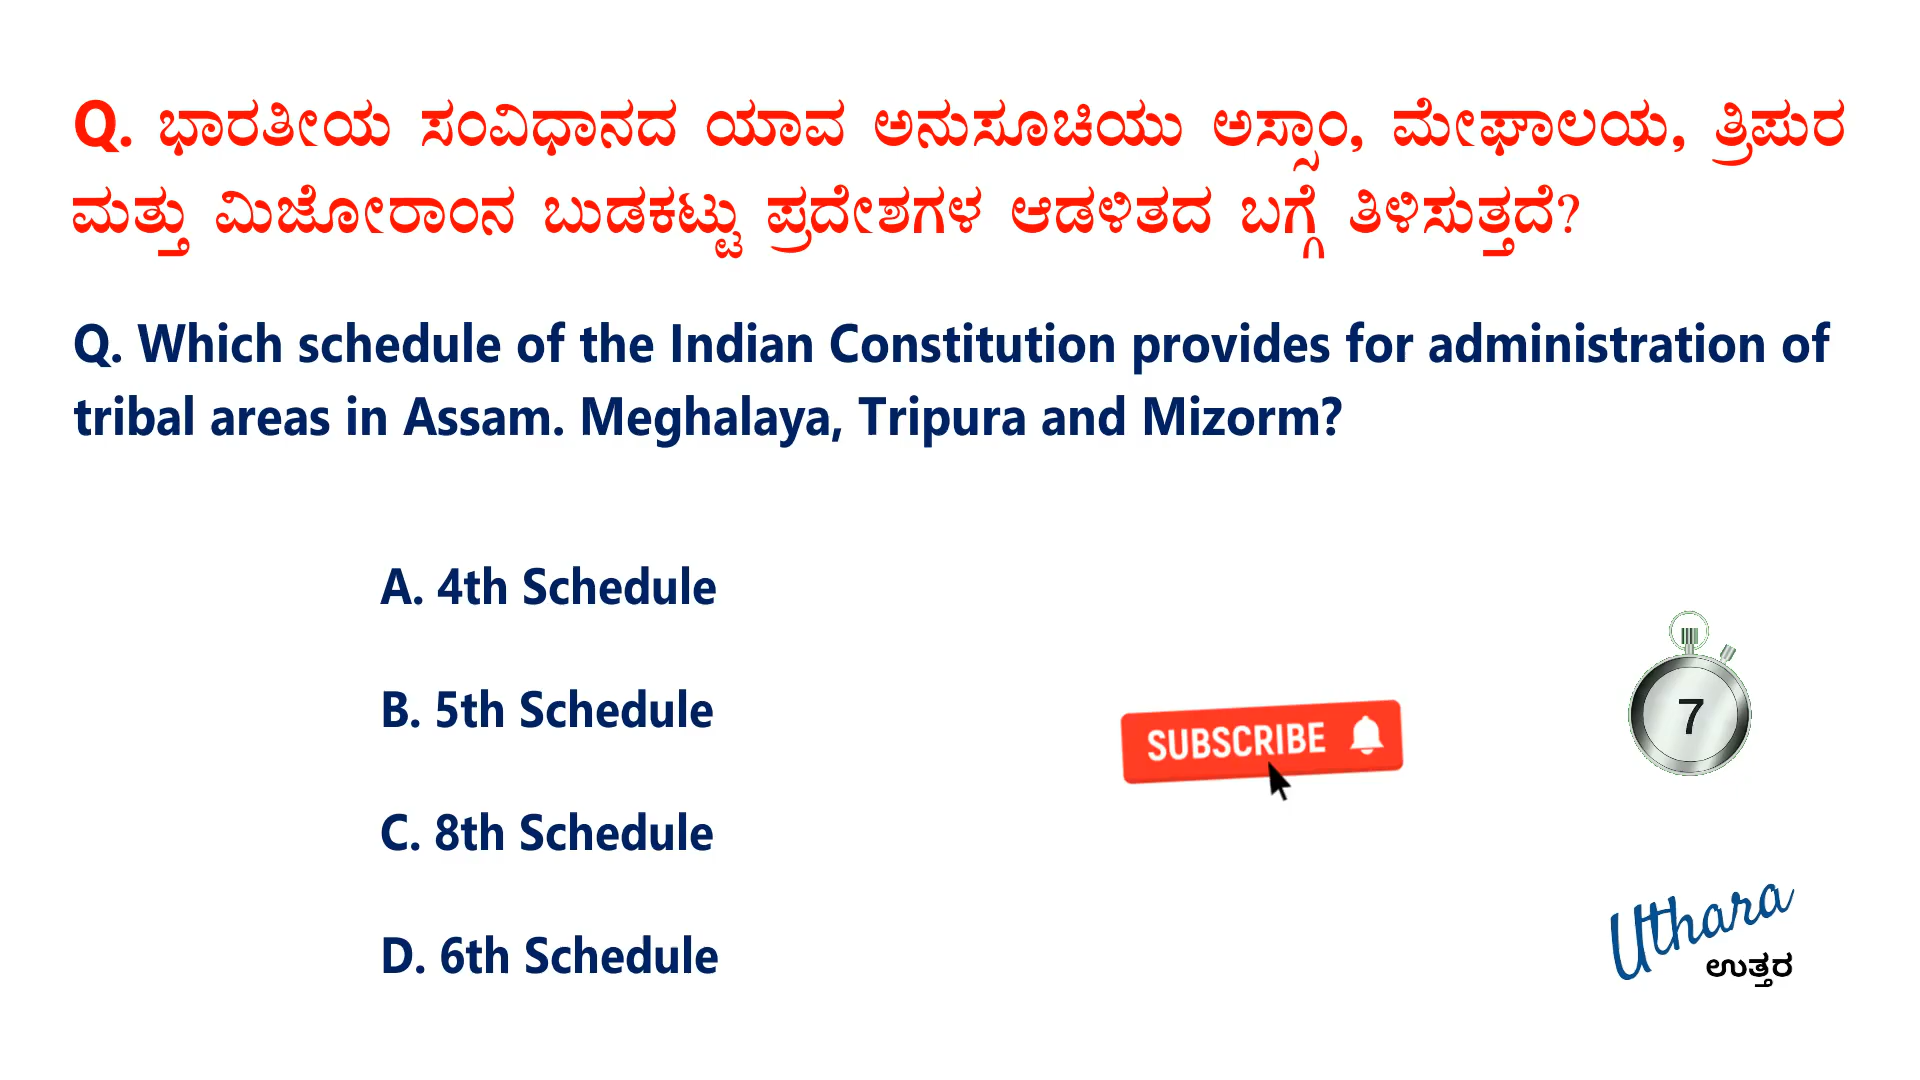 Q. ಭಾರತೀಯ ಸಂವಿಧಾನದ ಯಾವ ಅನುಸೂಚಿಯು ಅಸ್ಸಾಂ, ಮೇಘಾಲಯ, ತ್ರಿಪುರ
ಮತ್ತು ಮಿಜೋರಾಂನ ಬುಡಕಟ್ಟು ಪ್ರದೇಶಗಳ ಆಡಳಿತದ ಬಗ್ಗೆ ತಿಳಿಸುತ್ತದೆ?
Q. Which schedule of the Indian Constitution provides for administration of
tribal areas in Assam. Meghalaya, Tripura and Mizorm?
A. 4th Schedule
B. 5th Schedule
C. 8th Schedule
D. 6th Schedule
SUBSCRIBE
7
Uthara
ಉತ್ತರ